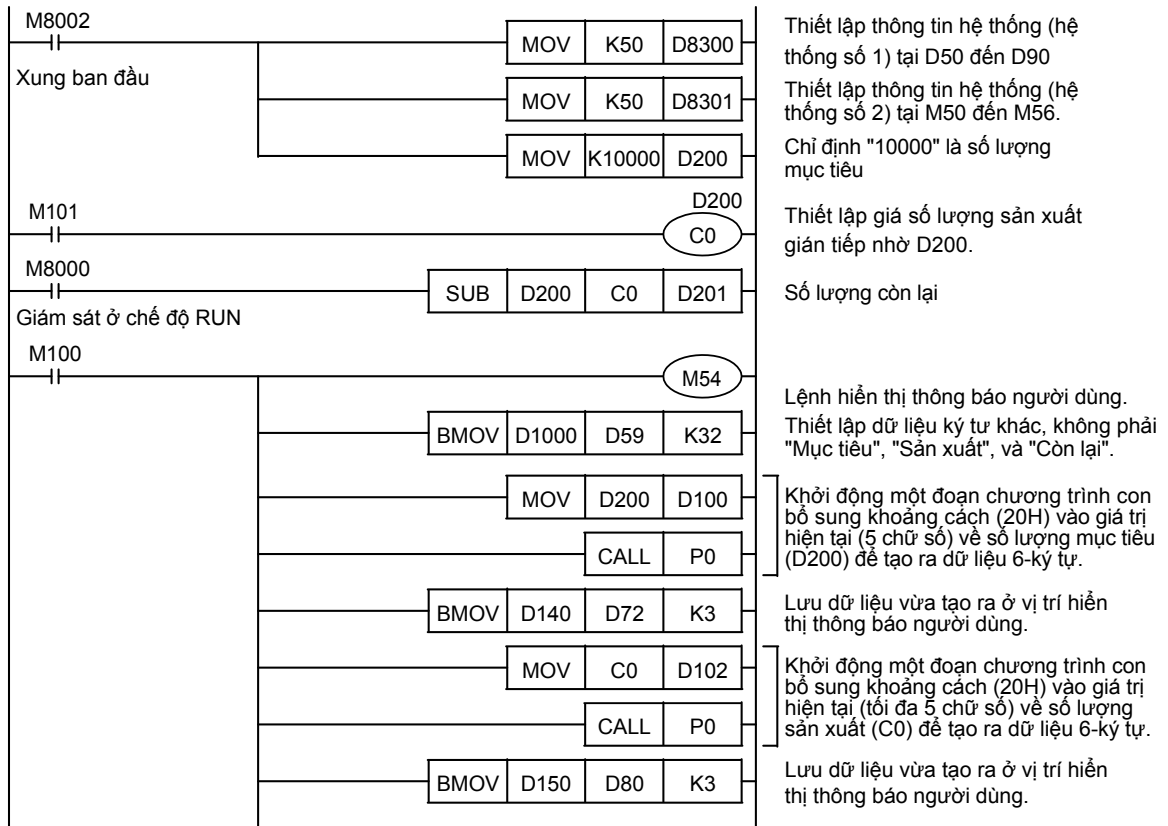 M8002
MOV K50 D8300
Thiết lập thông tin hệ thống (hệ
thống số 1) tại D50 đến D90
Xung ban đầu
MOV K50 D8301
Thiết lập thông tin hệ thống (hệ
thống số 2) tại M50 đến M56.
MOV K10000 D200
Chỉ định "10000" là số lượng
mục tiêu
M101
D200
C0
Thiết lập giá số lượng sản xuất
gián tiếp nhờ D200.
M8000
SUB D200 C0 D201
Số lượng còn lại
Giám sát ở chế độ RUN
M100
M54
Lệnh hiển thị thông báo người dùng.
BMOV D1000 D59 K32
Thiết lập dữ liệu ký tư khác, không phải
"Mục tiêu", "Sản xuất", và "Còn lại".
MOV D200 D100
CALL P0
Khởi động một đoạn chương trình con
bổ sung khoảng cách (20H) vào giá trị
hiện tại (5 chữ số) về số lượng mục tiêu
(D200) để tạo ra dữ liệu 6-ký tự.
BMOV D140 D72 K3
Lưu dữ liệu vừa tạo ra ở vị trí hiển
thị thông báo người dùng.
MOV C0 D102
CALL P0
Khởi động một đoạn chương trình con
bổ sung khoảng cách (20H) vào giá trị
hiện tại (tối đa 5 chữ số) về số lượng
sản xuất (C0) để tạo ra dữ liệu 6-ký tự.
BMOV D150 D80 K3
Lưu dữ liệu vừa tạo ra ở vị trí hiển
thị thông báo người dùng.